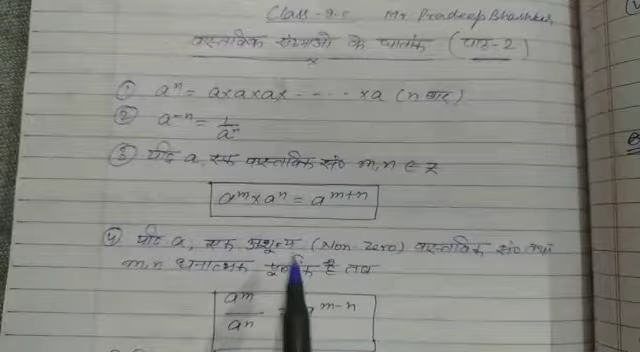 Class-9th Mr Pradeep Bhashkar
वास्तविक संख्याओं के घातांक (पाठ-2)
① aⁿ = a×a×a× - - - - - ×a (n बार)
② a⁻ⁿ = 1/aⁿ
③ यदि a, एक वास्तविक सं० m,n ∈ z
aᵐ × aⁿ = aᵐ⁺ⁿ
④ यदि a, एक अशून्य (Non-Zero) वास्तविक सं० तथा
m,n धनात्मक पूर्णांक है तब
aᵐ/aⁿ m-n